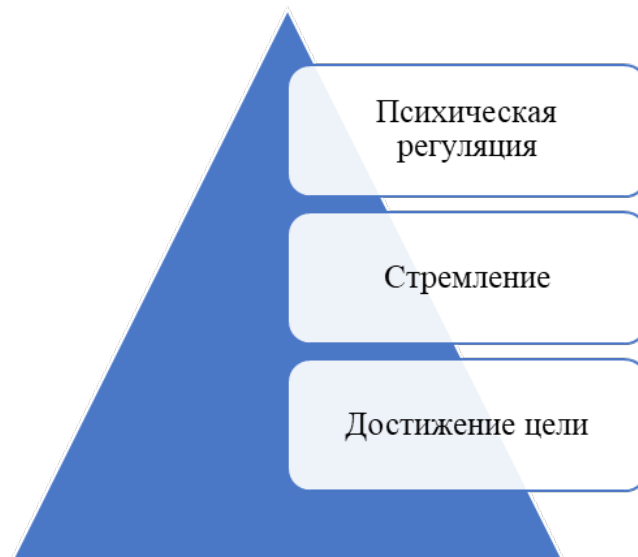 Психическая
регуляция
Стремление
Достижение цели